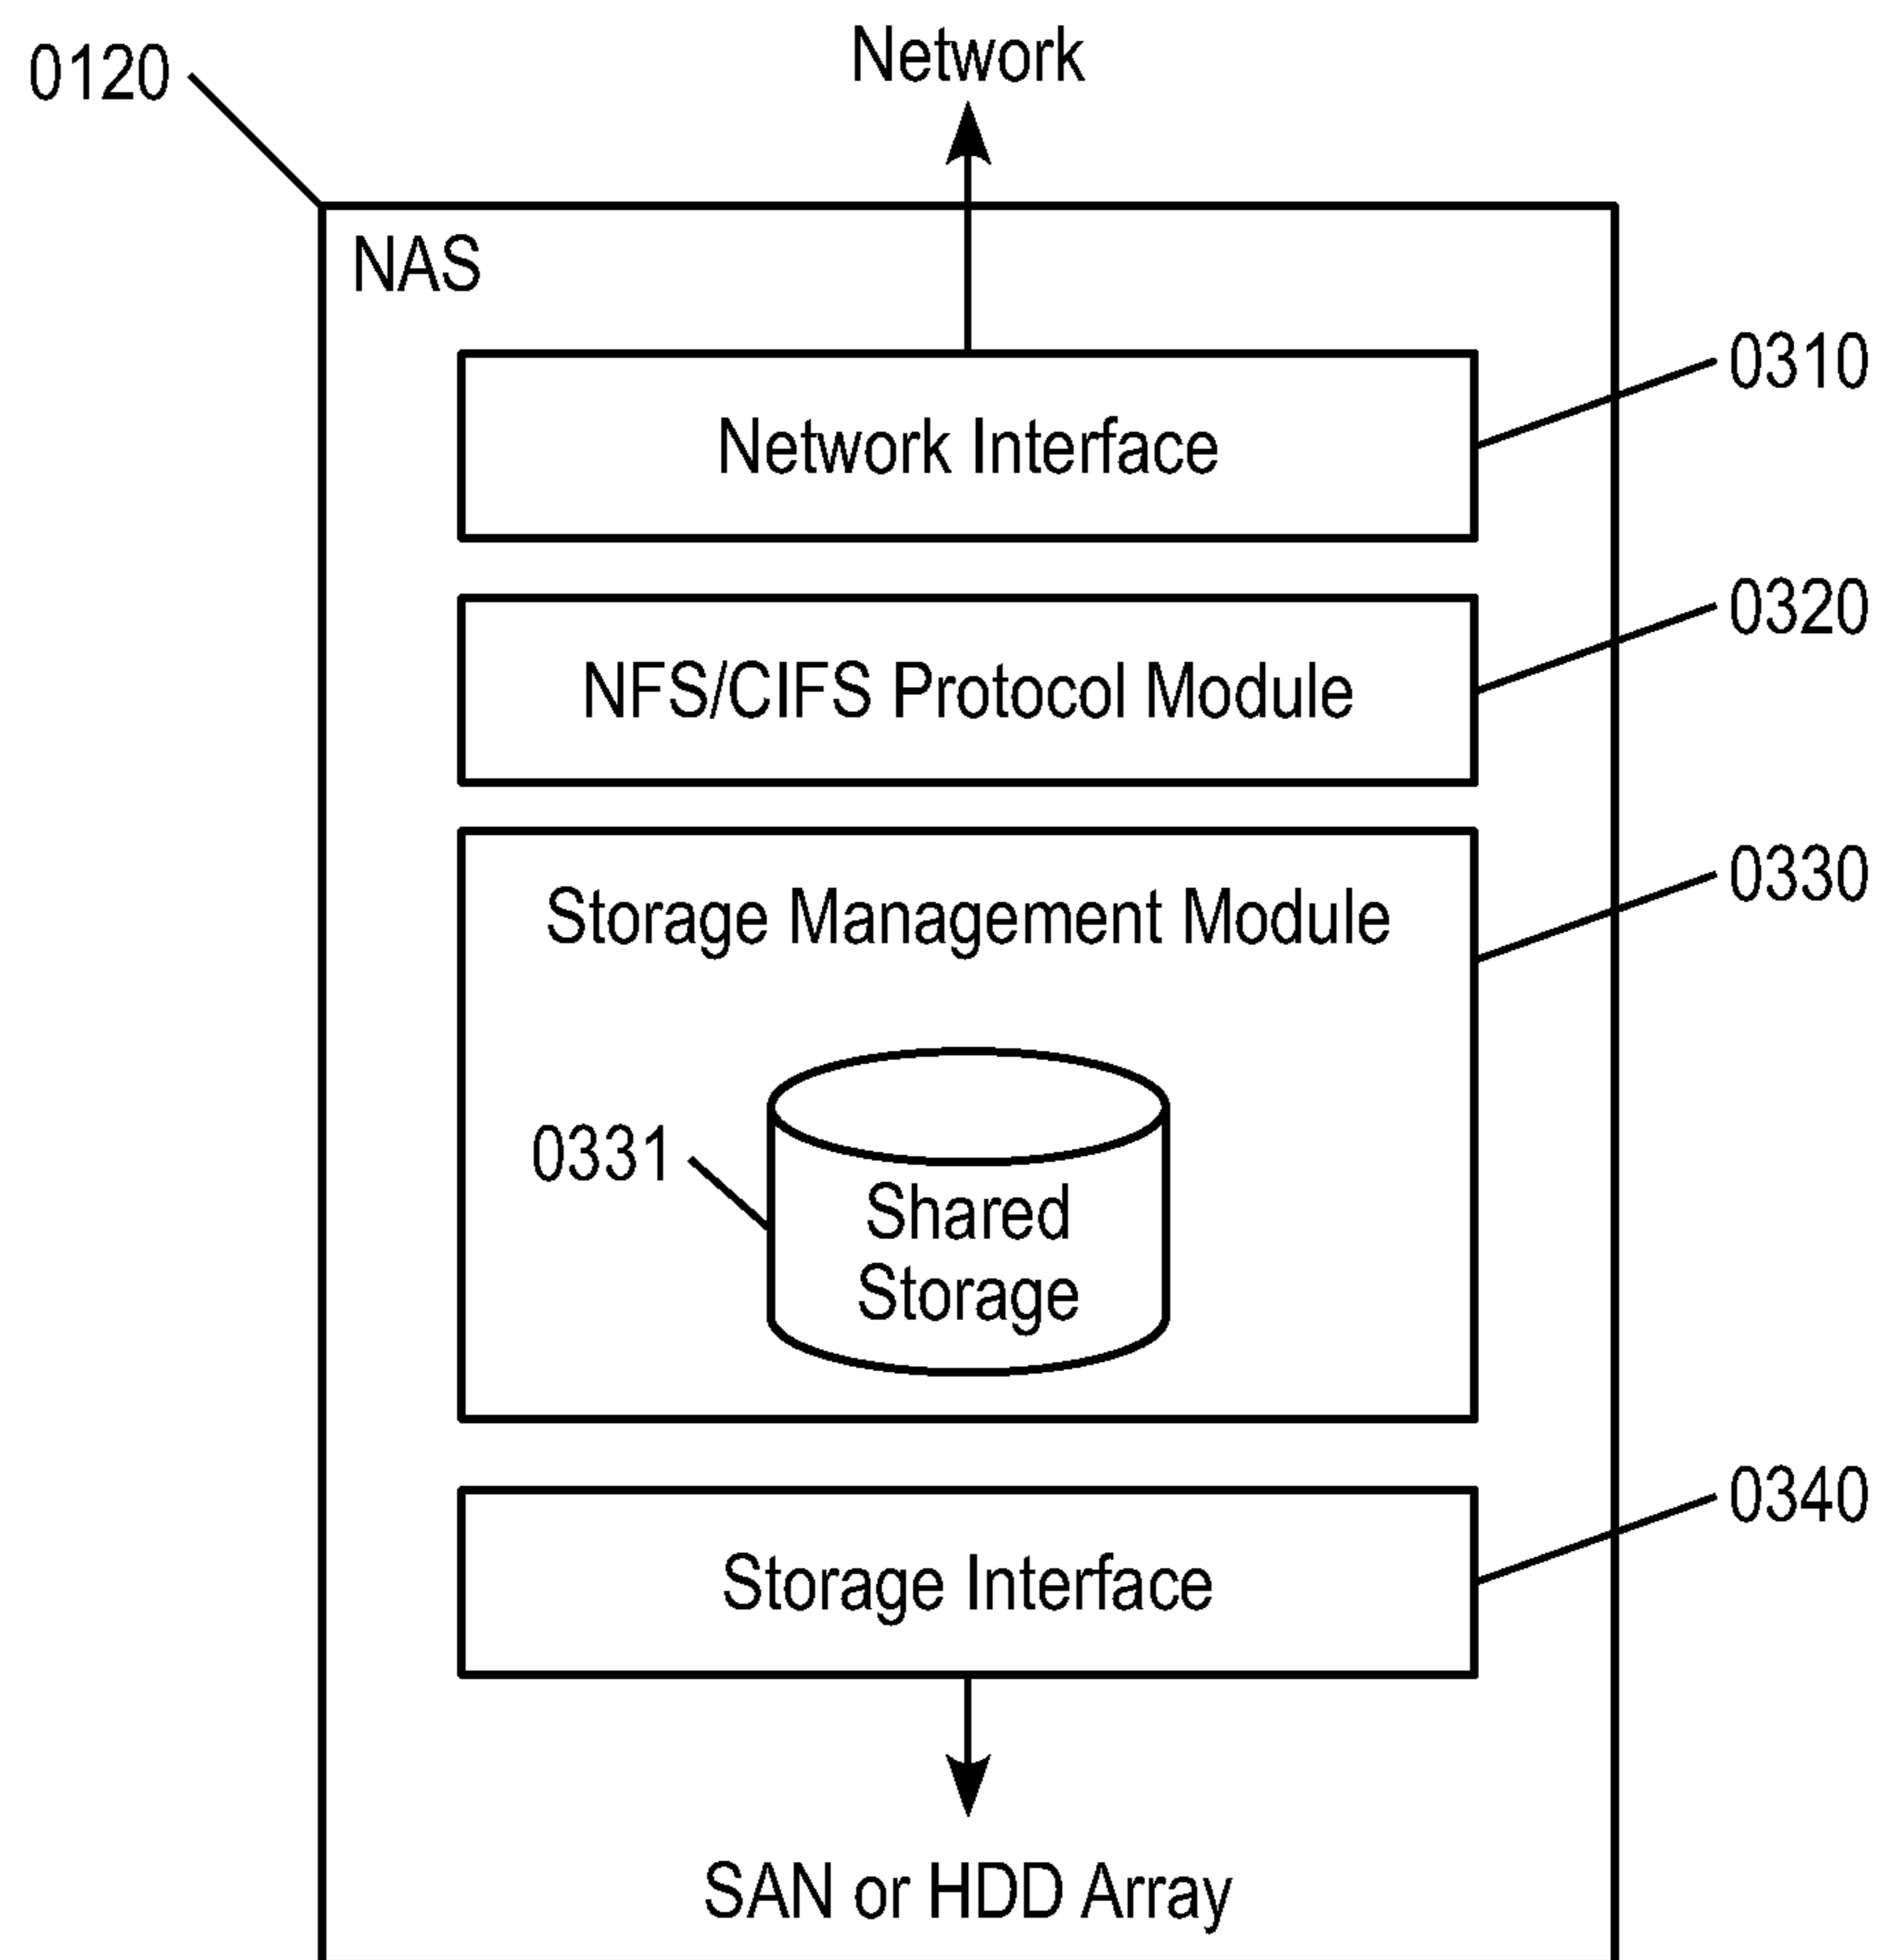 Network
0120
NAS
0310
Network Interface
0320
NFS/CIFS Protocol Module
0330
Storage Management Module
0331
Shared
Storage
0340
Storage Interface
SAN or HDD Array